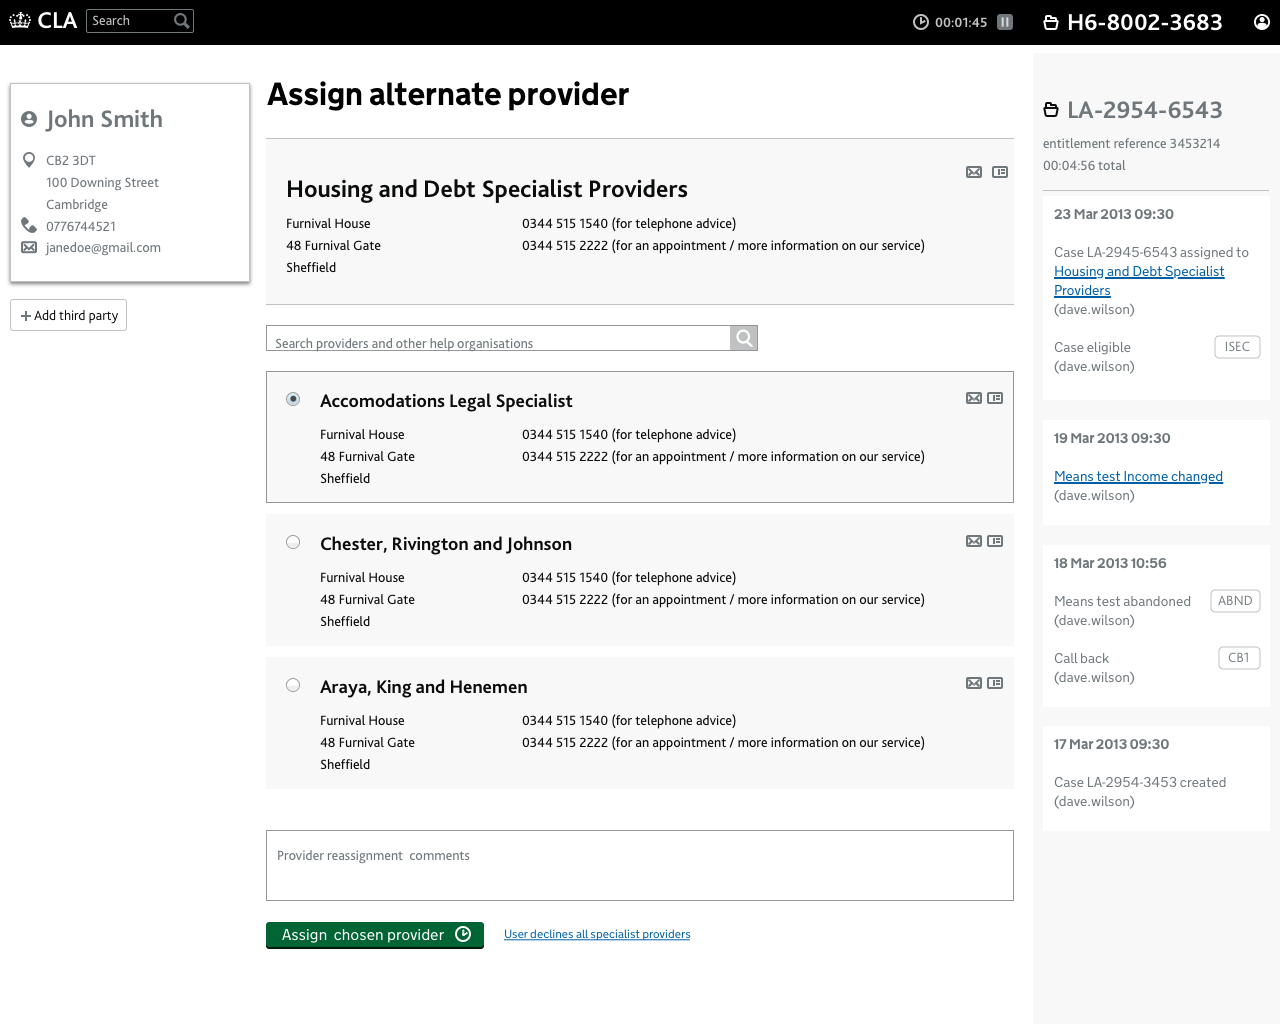 CLA
Search
00:01:45
H6-8002-3683
John Smith
CB2 3DT
100 Downing Street
Cambridge
0776744521
janedoe@gmail.com
Add third party
Assign alternate provider
Housing and Debt Specialist Providers
Furnival House 0344 515 1540 (for telephone advice)
48 Furnival Gate 0344 515 2222 (for an appointment / more information on our service)
Sheffield
Search providers and other help organisations
Accomodations Legal Specialist
Furnival House 0344 515 1540 (for telephone advice)
48 Furnival Gate 0344 515 2222 (for an appointment / more information on our service)
Sheffield
Chester, Rivington and Johnson
Furnival House 0344 515 1540 (for telephone advice)
48 Furnival Gate 0344 515 2222 (for an appointment / more information on our service)
Sheffield
Araya, King and Henemen
Furnival House 0344 515 1540 (for telephone advice)
48 Furnival Gate 0344 515 2222 (for an appointment / more information on our service)
Sheffield
Provider reassignment comments
Assign chosen provider
User declines all specialist providers
LA-2954-6543
entitlement reference 3453214
00:04:56 total
23 Mar 2013 09:30
Case LA-2945-6543 assigned to
Housing and Debt Specialist
Providers
(dave.wilson)
Case eligible ISEC
(dave.wilson)
19 Mar 2013 09:30
Means test Income changed
(dave.wilson)
18 Mar 2013 10:56
Means test abandoned ABND
(dave.wilson)
Call back CB1
(dave.wilson)
17 Mar 2013 09:30
Case LA-2954-3453 created
(dave.wilson)